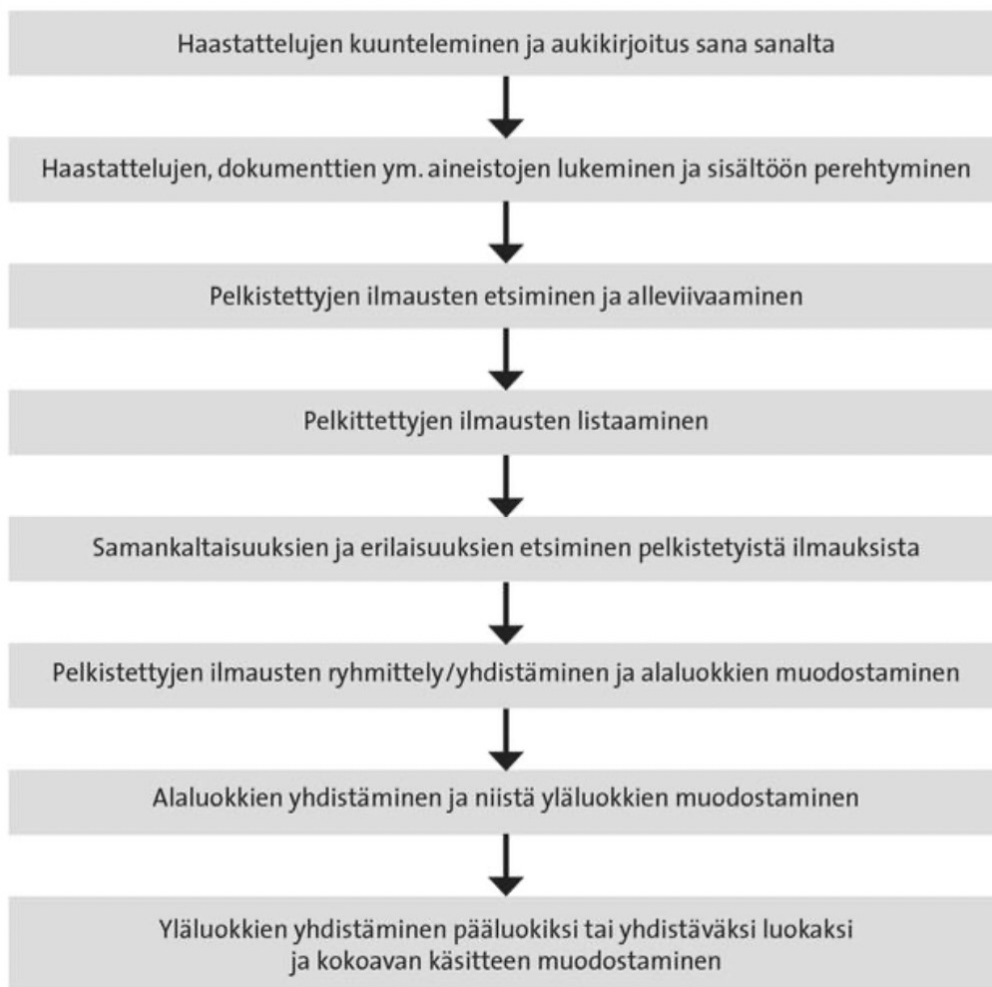 Haastattelujen kuunteleminen ja aukikirjoitus sana sanalta
Haastattelujen, dokumenttien ym. aineistojen lukeminen ja sisältöön perehtyminen
Pelkistettyjen ilmausten etsiminen ja alleviivaaminen
Pelkittettyjen ilmausten listaaminen
Samankaltaisuuksien ja erilaisuuksien etsiminen pelkistetyistä ilmauksista
Pelkistettyjen ilmausten ryhmittely/yhdistäminen ja alaluokkien muodostaminen
Alaluokkien yhdistäminen ja niistä yläluokkien muodostaminen
Yläluokkien yhdistäminen pääluokiksi tai yhdistäväksi luokaksi
ja kokoavan käsitteen muodostaminen